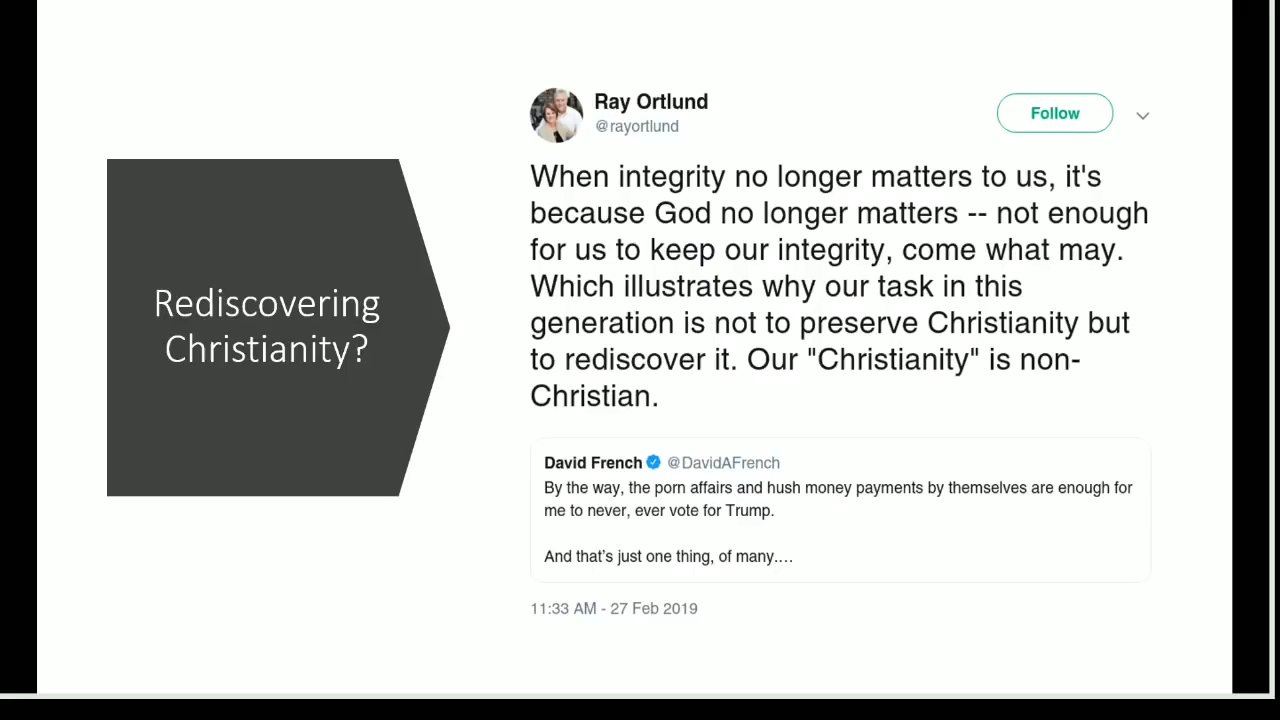 Rediscovering
Christianity?
Ray Ortlund
@rayortlund
Follow
When integrity no longer matters to us, it's
because God no longer matters -- not enough
for us to keep our integrity, come what may.
Which illustrates why our task in this
generation is not to preserve Christianity but
to rediscover it. Our "Christianity" is non-
Christian.
David French @DavidAFrench
By the way, the porn affairs and hush money payments by themselves are enough for
me to never, ever vote for Trump.
And that's just one thing, of many....
11:33 AM - 27 Feb 2019